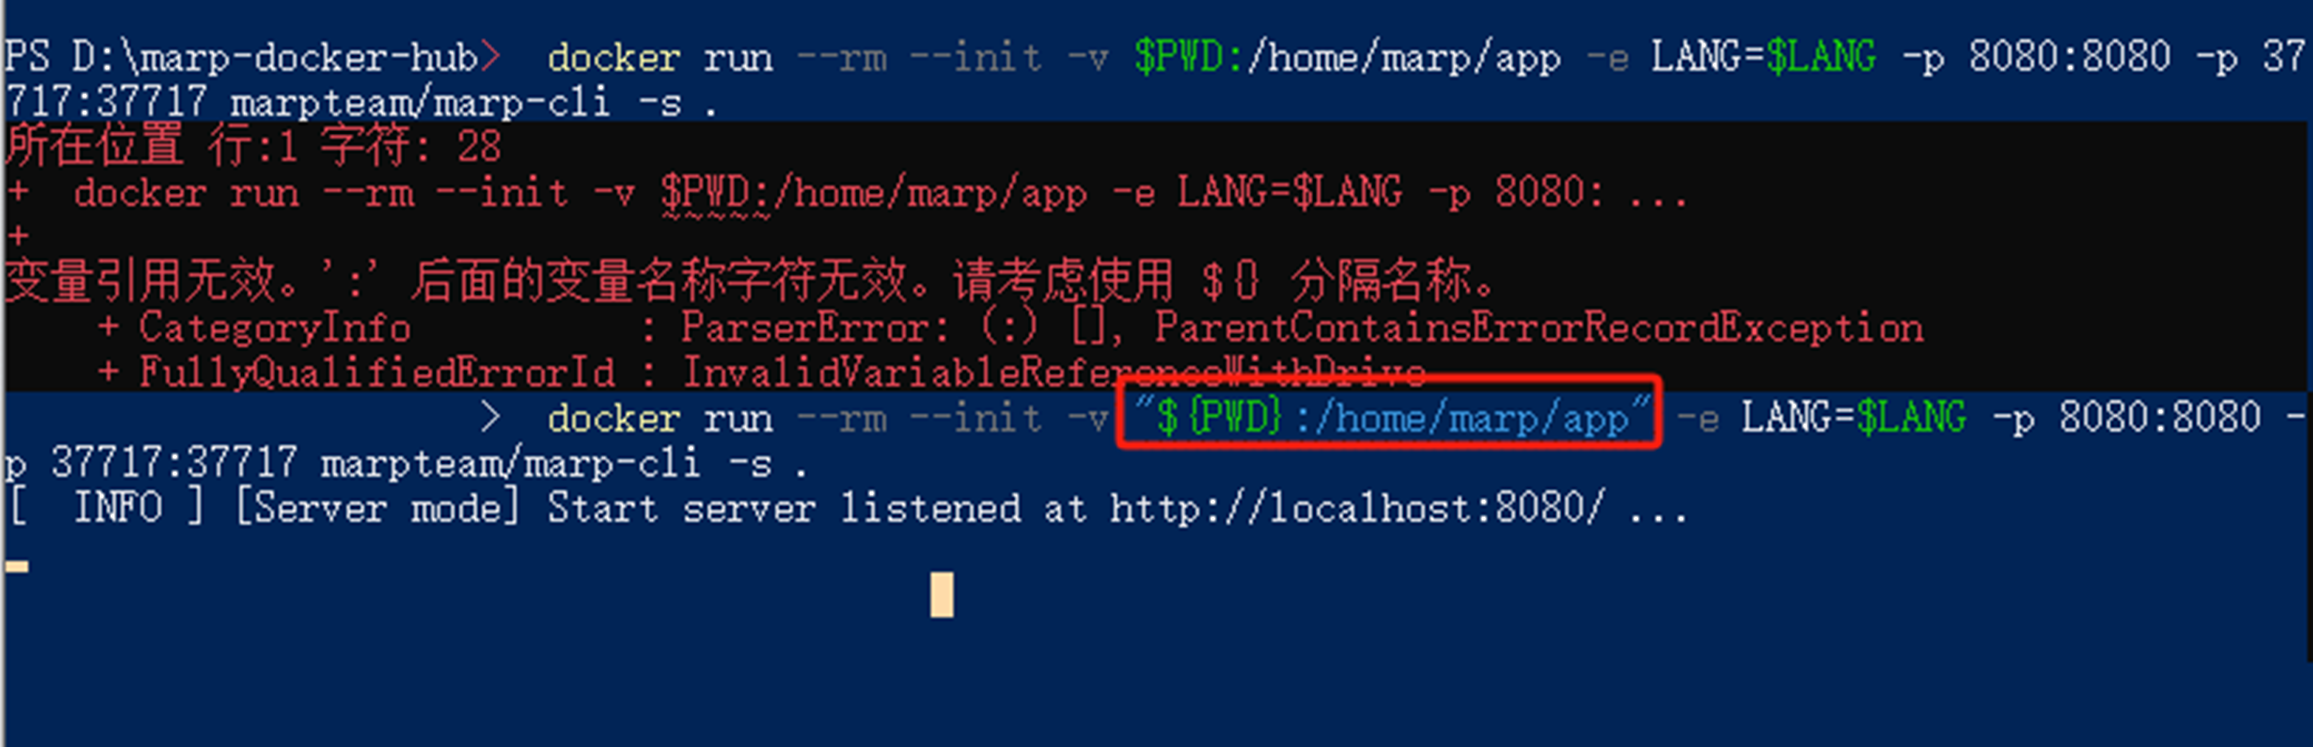 PS D:\marp-docker-hub>  docker run --rm --init -v $PWD:/home/marp/app -e LANG=$LANG -p 8080:8080 -p 37
717:37717 marpteam/marp-cli -s .
所在位置 行:1 字符: 28
+  docker run --rm --init -v $PWD:/home/marp/app -e LANG=$LANG -p 8080: ...
+
变量引用无效。':' 后面的变量名称字符无效。请考虑使用 ${} 分隔名称。
    + CategoryInfo          : ParserError: (:) [], ParentContainsErrorRecordException
    + FullyQualifiedErrorId : InvalidVariableReferenceWithDrive
>  docker run --rm --init -v "${PWD}:/home/marp/app" -e LANG=$LANG -p 8080:8080 -
p 37717:37717 marpteam/marp-cli -s .
[  INFO ] [Server mode] Start server listened at http://localhost:8080/ ...